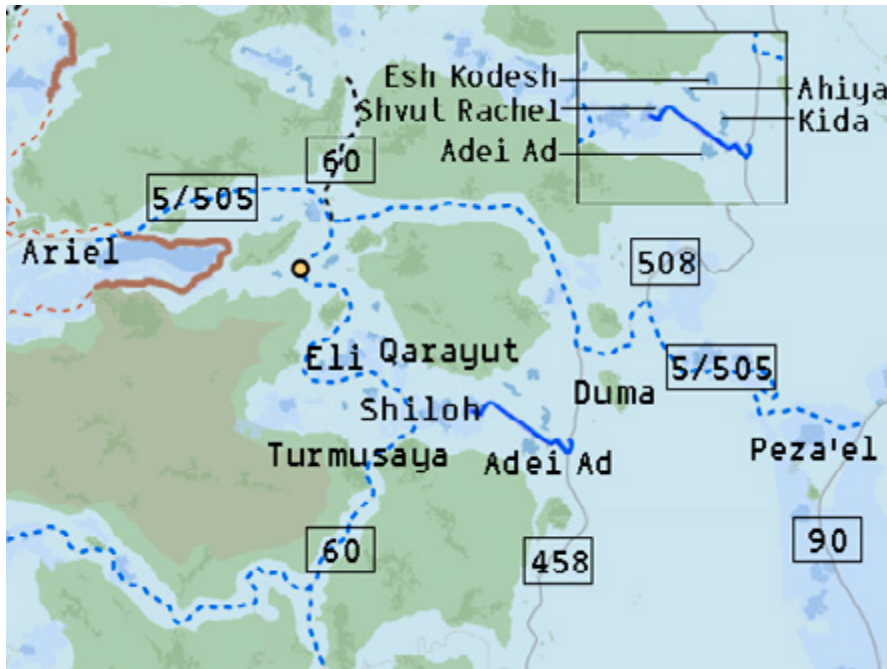 Esh Kodesh
Ahiya
Shvut Rachel
Kida
Adei Ad
60
5/505
Ariel
508
Eli
Qarayut
5/505
Duma
Shiloh
Turmusaya
Adei Ad
Peza'el
60
458
90